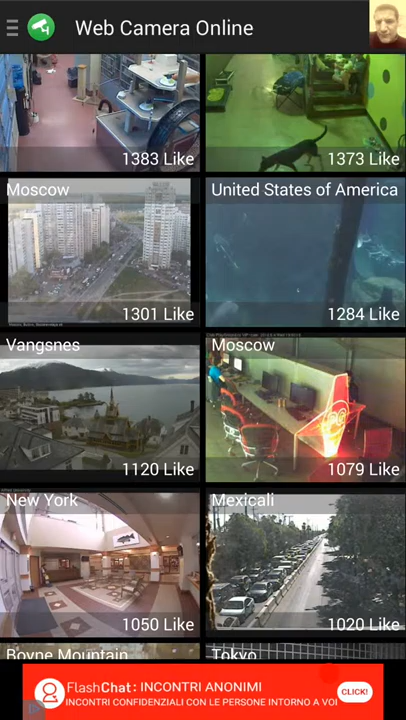 Web Camera Online
1383 Like
1373 Like
Moscow
United States of America
1301 Like
1284 Like
Vangsnes
Moscow
1120 Like
1079 Like
New York
Mexicali
1050 Like
1020 Like
Boyne Mountain
Tokyo
FlashChat: INCONTRI ANONIMI
INCONTRI CONFIDENZIALI CON LE PERSONE INTORNO A VOI
CLICK!